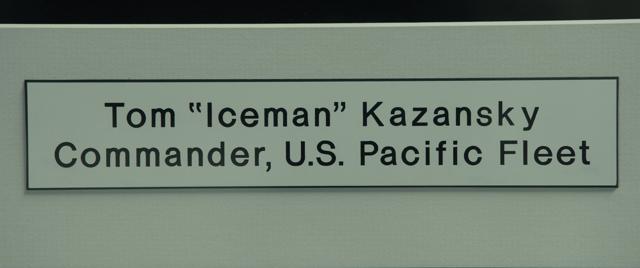 Tom "Iceman" Kazansky
Commander, U.S. Pacific Fleet